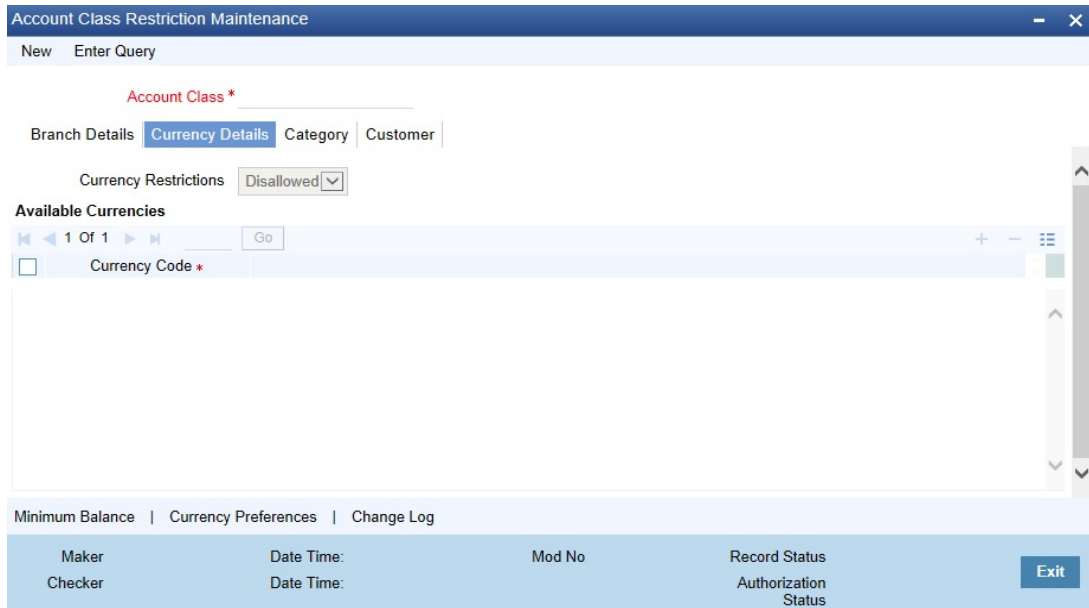 Account Class Restriction Maintenance
New Enter Query
Account Class *
Branch Details Currency Details Category Customer
Currency Restrictions Disallowed
Available Currencies
1 Of 1 Go
Currency Code *
Minimum Balance | Currency Preferences | Change Log
Maker Date Time: Mod No Record Status
Checker Date Time: Authorization Status
Exit